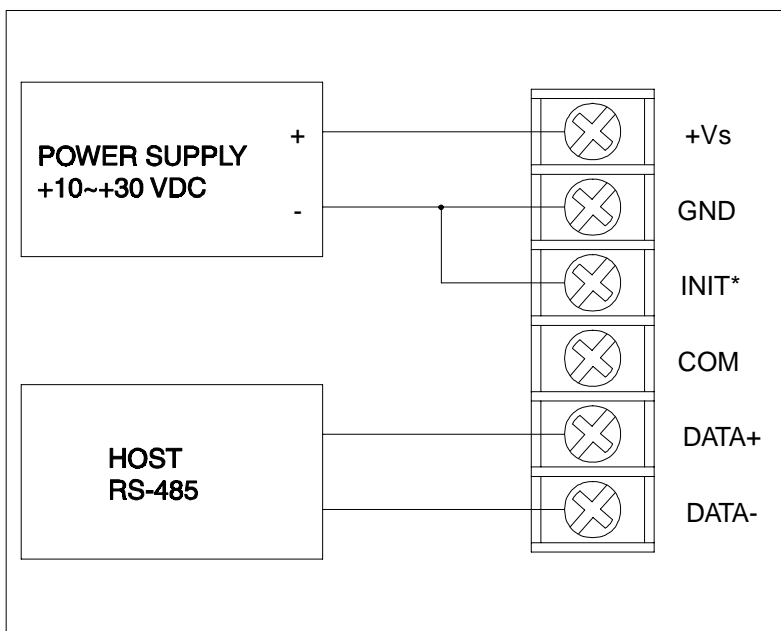 POWER SUPPLY
+10~+30 VDC
+
-
HOST
RS-485
+Vs
GND
INIT*
COM
DATA+
DATA-